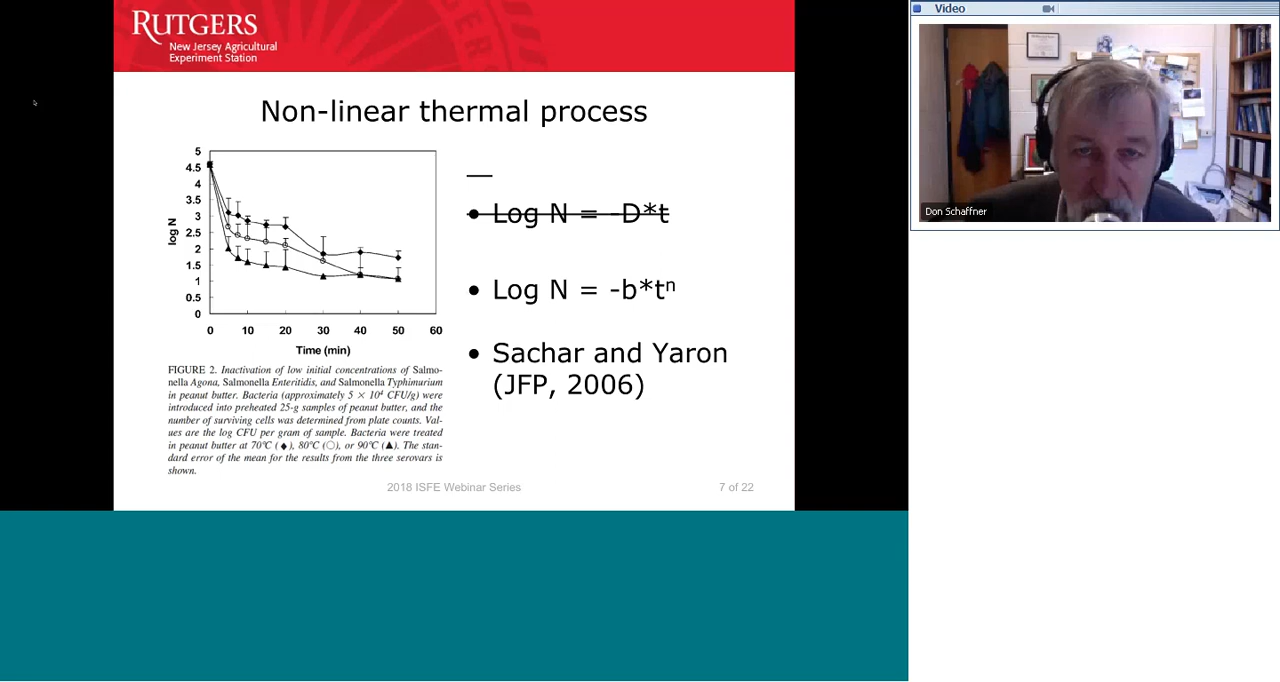 RUTGERS
New Jersey Agricultural
Experiment Station
Video
Don Schaffner
Non-linear thermal process
5
4.5
4
3.5
3
2.5
2
1.5
1
0.5
0
log N
0 10 20 30 40 50 60
Time (min)
FIGURE 2. Inactivation of low initial concentrations of Salmo-
nella Agona, Salmonella Enteritidis, and Salmonella Typhimurium
in peanut butter. Bacteria (approximately 5 × 10⁴ CFU/g) were
introduced into preheated 25-g samples of peanut butter, and the
number of surviving cells was determined from plate counts. Val-
ues are the log CFU per gram of sample. Bacteria were treated
in peanut butter at 70°C (◆), 80°C (○), or 90°C (▲). The stan-
dard error of the mean for the results from the three serovars is
shown.
• Log N = -D*t
• Log N = -b*tⁿ
• Sachar and Yaron
(JFP, 2006)
2018 ISFE Webinar Series
7 of 22